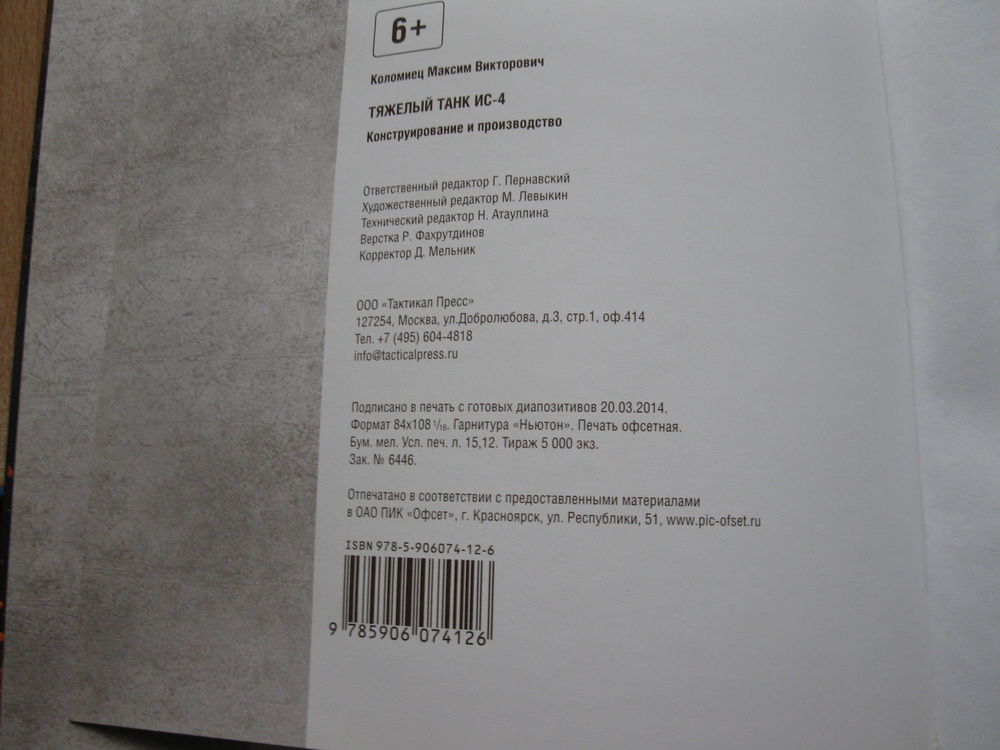 6+
Коломиец Максим Викторович
ТЯЖЕЛЫЙ ТАНК ИС-4
Конструирование и производство
Ответственный редактор Г. Пернавский
Художественный редактор М. Левыкин
Технический редактор Н. Атауллина
Верстка Р. Фахрутдинов
Корректор Д. Мельник
ООО «Тактикал Пресс»
127254, Москва, ул.Добролюбова, д.3, стр.1, оф.414
Тел. +7 (495) 604-4818
info@tacticalpress.ru
Подписано в печать с готовых диапозитивов 20.03.2014.
Формат 84x108 1/16. Гарнитура «Ньютон». Печать офсетная.
Бум. мел. Усл. печ. л. 15,12. Тираж 5 000 экз.
Зак. № 6446.
Отпечатано в соответствии с предоставленными материалами
в ОАО ПИК «Офсет», г. Красноярск, ул. Республики, 51, www.pic-ofset.ru
ISBN 978-5-906074-12-6
9 785906 074126